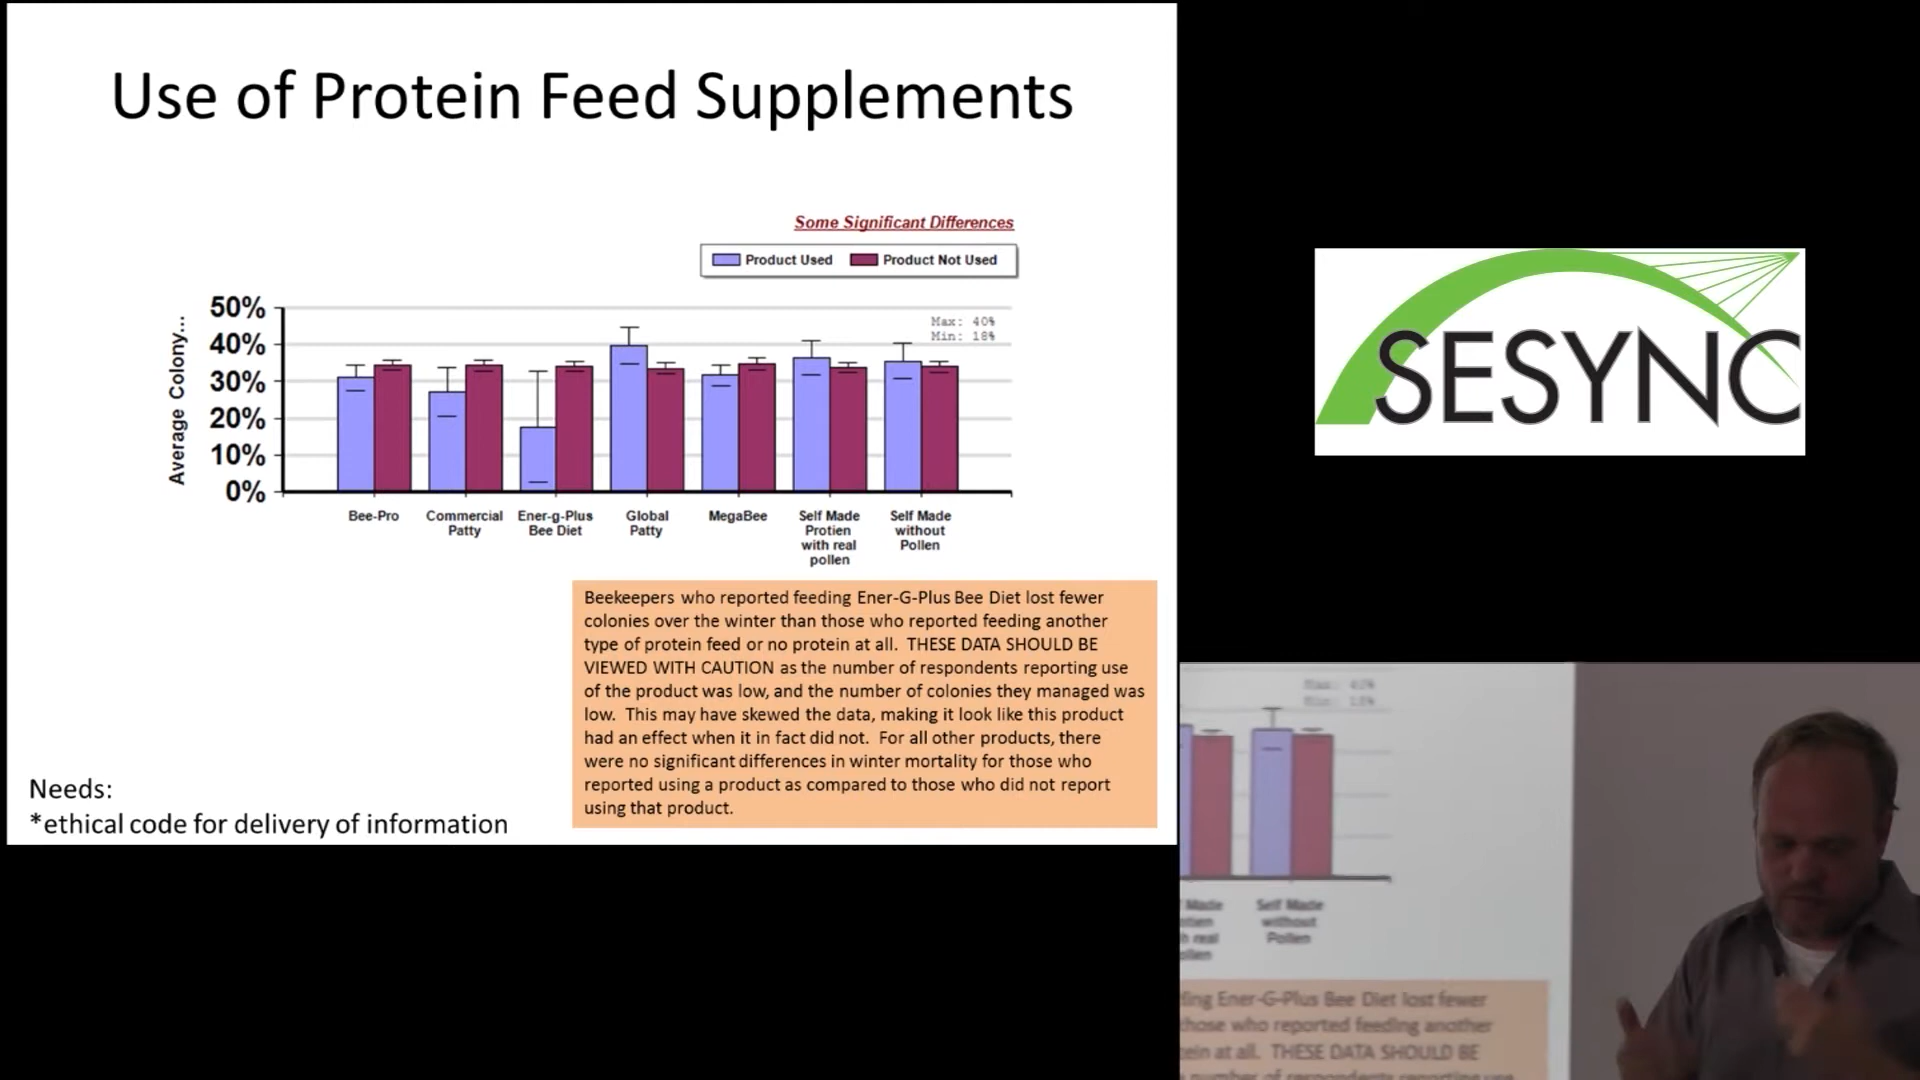 Use of Protein Feed Supplements
Some Significant Differences
Product Used Product Not Used
Average Colony...
50%
40%
30%
20%
10%
0%
Max: 40%
Min: 18%
Bee-Pro
Commercial
Patty
Ener-g-Plus
Bee Diet
Global
Patty
MegaBee
Self Made
Protien
with real
pollen
Self Made
without
Pollen
Beekeepers who reported feeding Ener-G-Plus Bee Diet lost fewer
colonies over the winter than those who reported feeding another
type of protein feed or no protein at all. THESE DATA SHOULD BE
VIEWED WITH CAUTION as the number of respondents reporting use
of the product was low, and the number of colonies they managed was
low. This may have skewed the data, making it look like this product
had an effect when it in fact did not. For all other products, there
were no significant differences in winter mortality for those who
reported using a product as compared to those who did not report
using that product.
Needs:
*ethical code for delivery of information
SESYNC
Made
Self Made
without
Pollen
real
Ener-G-Plus Bee Diet lost fewer
those who reported feeding another
at all. THESE DATA SHOULD BE
number of respondents reporting use